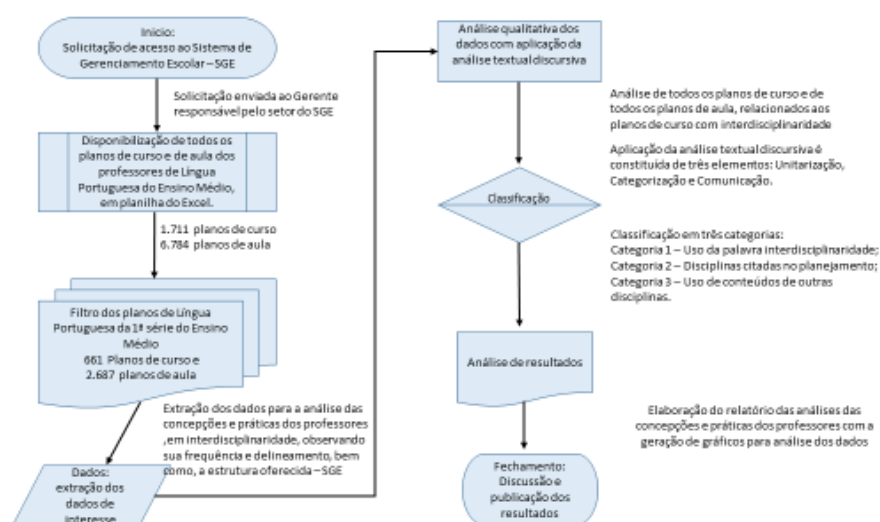 Início:
Solicitação de acesso ao Sistema de
Gerenciamento Escolar – SGE
Solicitação enviada ao Gerente
responsável pelo setor do SGE
Disponibilização de todos os
planos de curso e de aula dos
professores de Língua
Portuguesa do Ensino Médio,
em planilha do Excel.
1.711 planos de curso
6.784 planos de aula
Filtro dos planos de Língua
Portuguesa da 1ª série do Ensino
Médio
661 Planos de curso e
2.687 planos de aula
Extração dos dados para a análise das
concepções e práticas dos professores
,em interdisciplinaridade, observando
sua frequência e delineamento, bem
como, a estrutura oferecida – SGE
Dados:
extração dos
dados de
interesse
Análise qualitativa dos
dados com aplicação da
análise textual discursiva
Análise de todos os planos de curso e de
todos os planos de aula, relacionados aos
planos de curso com interdisciplinaridade
Aplicação da análise textual discursiva é
constituída de três elementos: Unitarização,
Categorização e Comunicação.
Classificação
Classificação em três categorias:
Categoria 1 – Uso da palavra interdisciplinaridade;
Categoria 2 – Disciplinas citadas no planejamento;
Categoria 3 – Uso de conteúdos de outras
disciplinas.
Análise de resultados
Elaboração do relatório das análises das
concepções e práticas dos professores com a
geração de gráficos para análise dos dados
Fechamento:
Discussão e
publicação dos
resultados